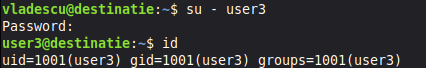 vladescu@destinatie:~$ su - user3
Password:
user3@destinatie:~$ id
uid=1001(user3) gid=1001(user3) groups=1001(user3)